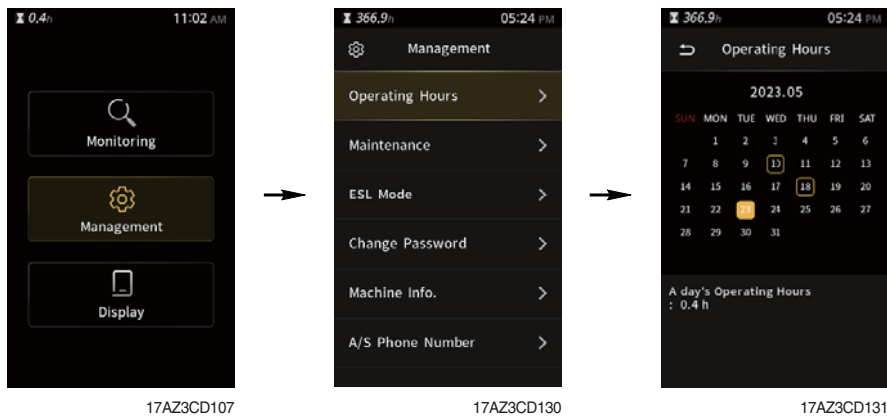 0.4h 11:02 AM
Monitoring
Management
Display
17AZ3CD107
366.9h 05:24 PM
Management
Operating Hours
Maintenance
ESL Mode
Change Password
Machine Info.
A/S Phone Number
17AZ3CD130
366.9h 05:24 PM
Operating Hours
2023.05
SUN MON TUE WED THU FRI SAT
1 2 3 4 5 6
7 8 9 10 11 12 13
14 15 16 17 18 19 20
21 22 23 24 25 26 27
28 29 30 31
A day's Operating Hours
: 0.4 h
17AZ3CD131